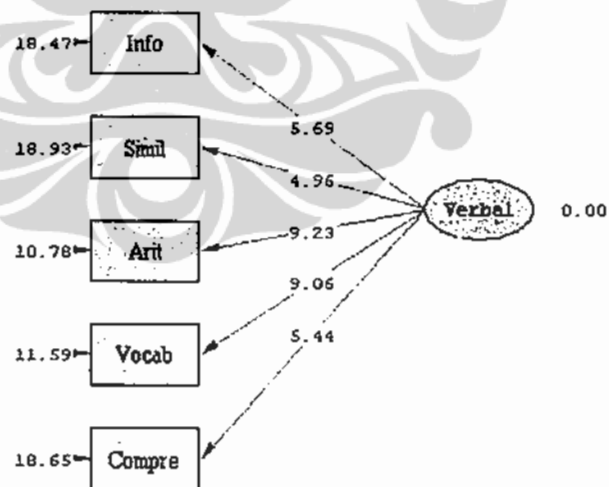 18.47
Info
5.69
18.93
Simil
4.96
Verbal
0.00
10.78
Arit
9.23
9.06
11.59
Vocab
5.44
18.65
Compre